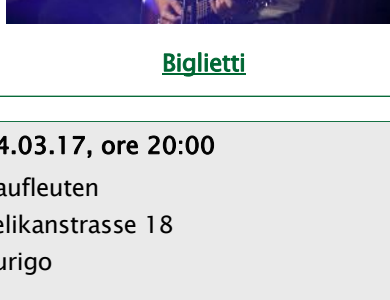 Biglietti
4.03.17, ore 20:00
aufleuten
elikanstrasse 18
urigo